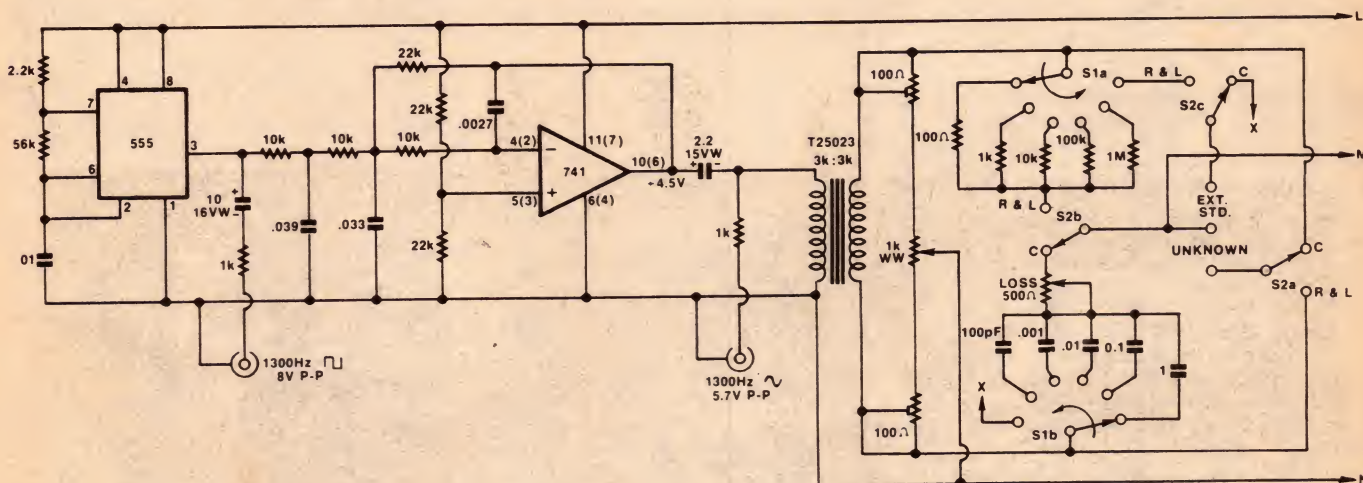 L
2.2k
4
8
7
555
56k
3
6
2
1
01
10
16VW
+
−
1k
1300Hz
8V P-P
10k
10k
10k
.039
.033
22k
22k
22k
.0027
4(2)
−
5(3)
+
741
11(7)
6(4)
10(6)
+4.5V
2.2
15VW
+
−
1k
1300Hz
5.7V P-P
T25023
3k:3k
100Ω
1k
WW
100Ω
S1a
R & L
C
S2c
X
100Ω
1k
10k
100k
1M
M
R & L
S2b
EXT.
STD.
C
UNKNOWN
C
S2a
R & L
LOSS
500Ω
100pF
.001
.01
0.1
1
X
S1b